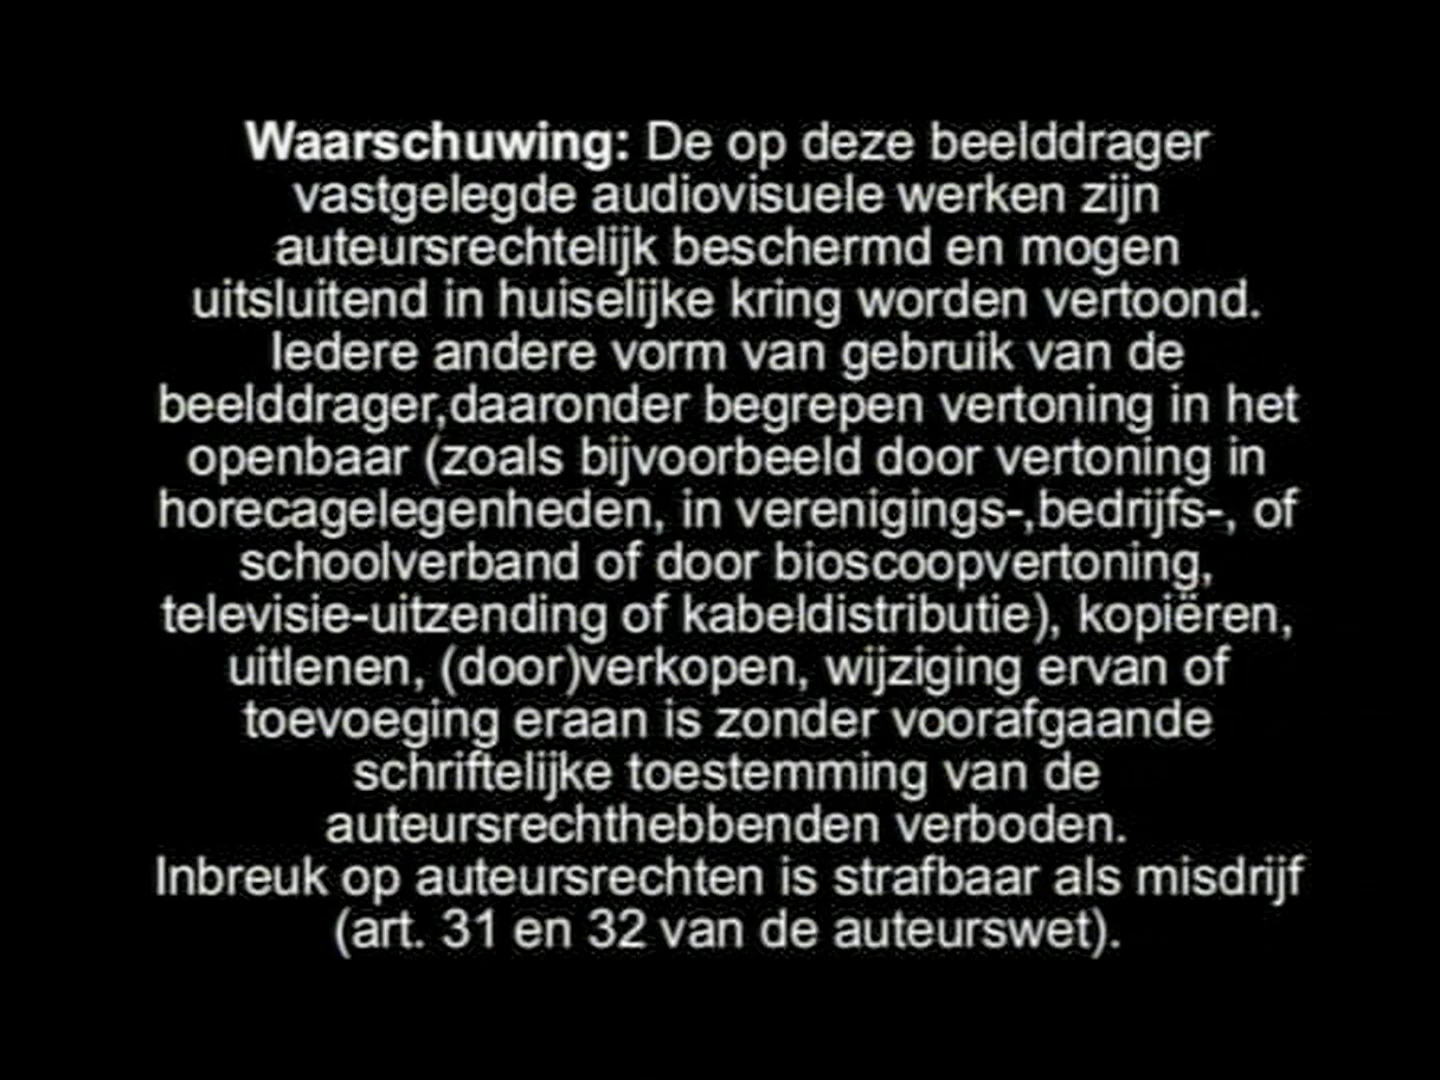 Waarschuwing: De op deze beelddrager
vastgelegde audiovisuele werken zijn
auteursrechtelijk beschermd en mogen
uitsluitend in huiselijke kring worden vertoond.
Iedere andere vorm van gebruik van de
beelddrager,daaronder begrepen vertoning in het
openbaar (zoals bijvoorbeeld door vertoning in
horecagelegenheden, in verenigings-,bedrijfs-, of
schoolverband of door bioscoopvertoning,
televisie-uitzending of kabeldistributie), kopiëren,
uitlenen, (door)verkopen, wijziging ervan of
toevoeging eraan is zonder voorafgaande
schriftelijke toestemming van de
auteursrechthebbenden verboden.
Inbreuk op auteursrechten is strafbaar als misdrijf
(art. 31 en 32 van de auteurswet).